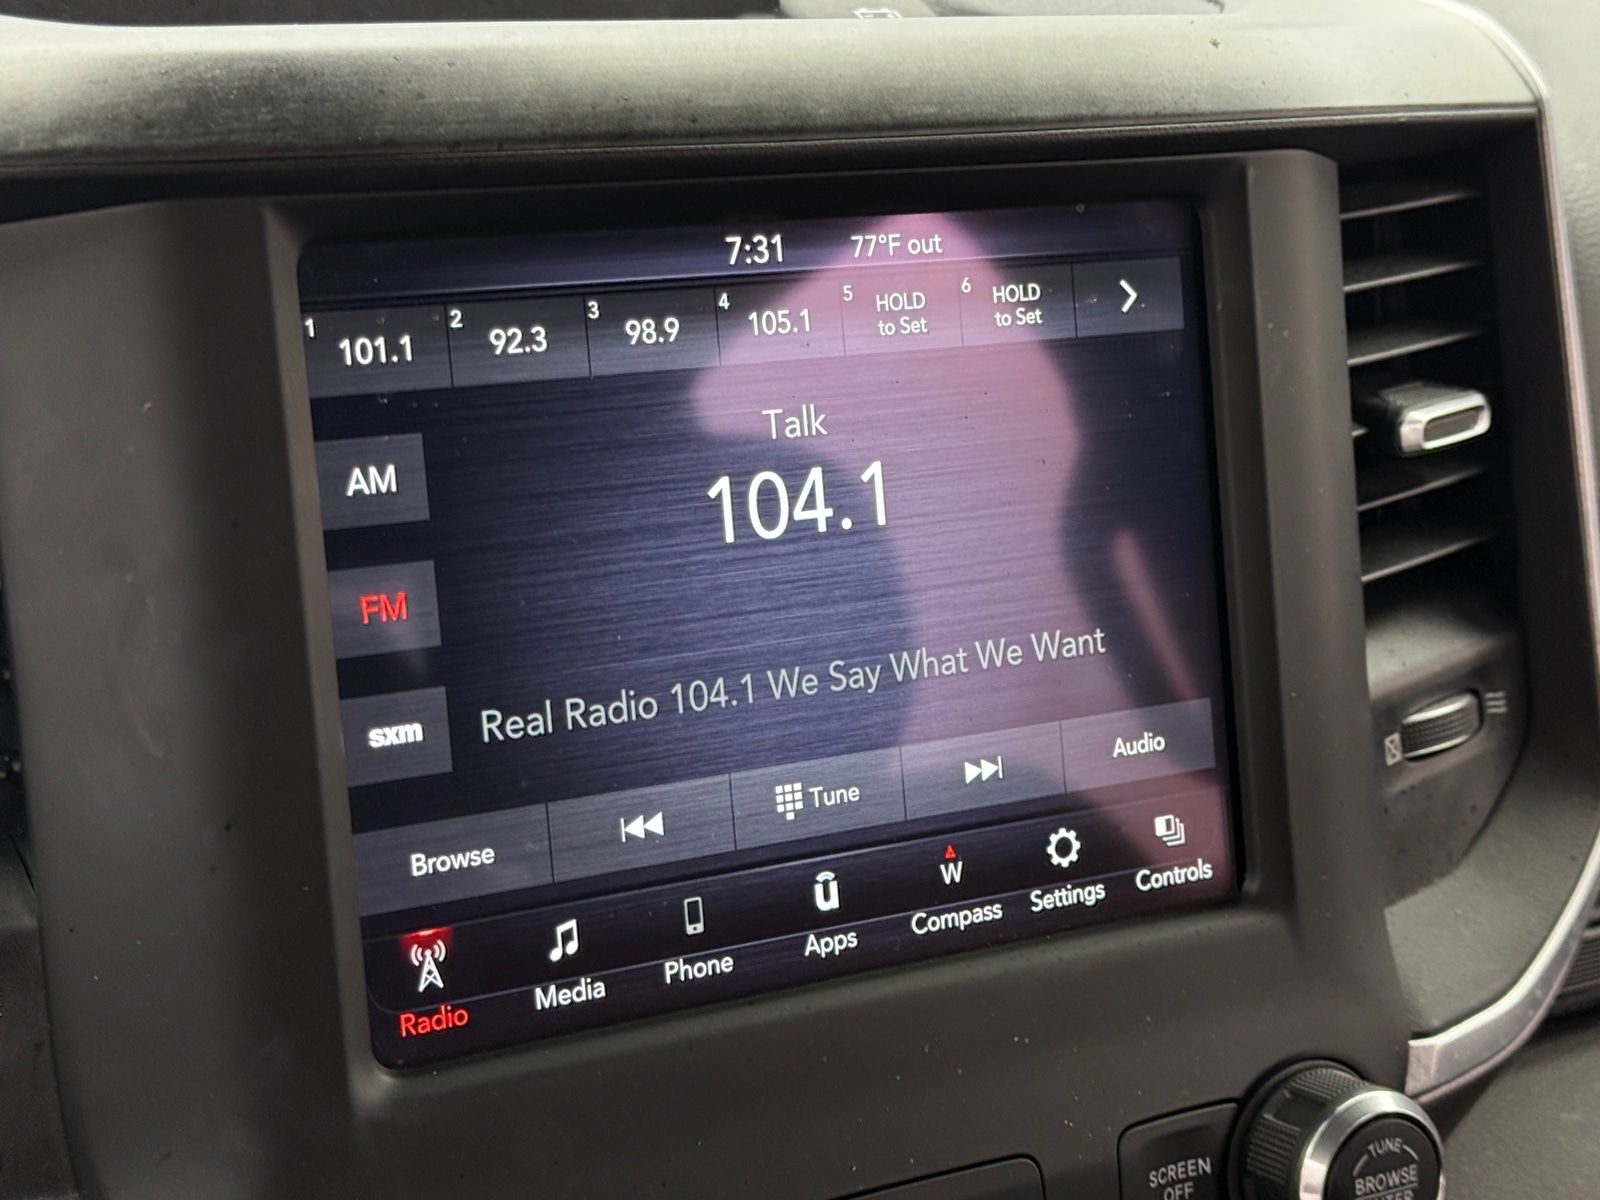 7:31 77°F out
1 101.1 2 92.3 3 98.9 4 105.1 5 HOLD to Set 6 HOLD to Set
Talk
104.1
AM
FM
sxm
Real Radio 104.1 We Say What We Want
Browse Tune Audio
Radio Media Phone Apps W Compass Settings Controls
SCREEN
OFF
TUNE
BROWSE